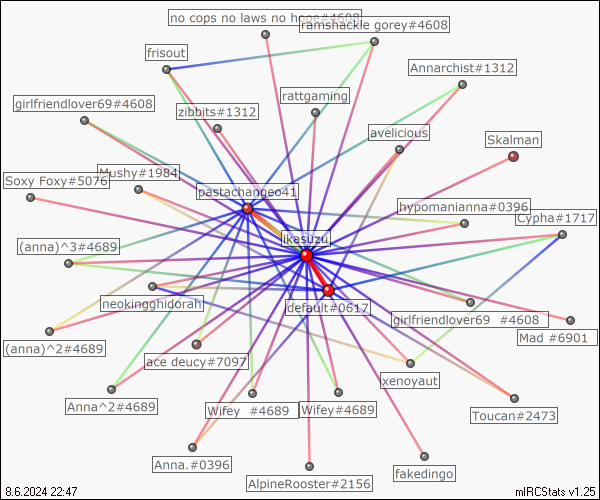 no cops no laws no hope#4608
ramshackle gorey#4608
frisout
Annarchist#1312
girlfriendlover69#4608
rattgaming
zibbits#1312
avelicious
Skalman
Mushy#1984
Soxy Foxy#5076
pastachangeo41
hypomanianna#0396
Cypha#1717
(anna)^3#4689
ikasuzu
neokingghidorah
default#0617
girlfriendlover69  #4608
Mad #6901
(anna)^2#4689
ace deucy#7097
xenoyaut
Anna^2#4689
Wifey  #4689
Wifey#4689
Toucan#2473
Anna.#0396
AlpineRooster#2156
fakedingo
8.6.2024 22:47
mIRCStats v1.25